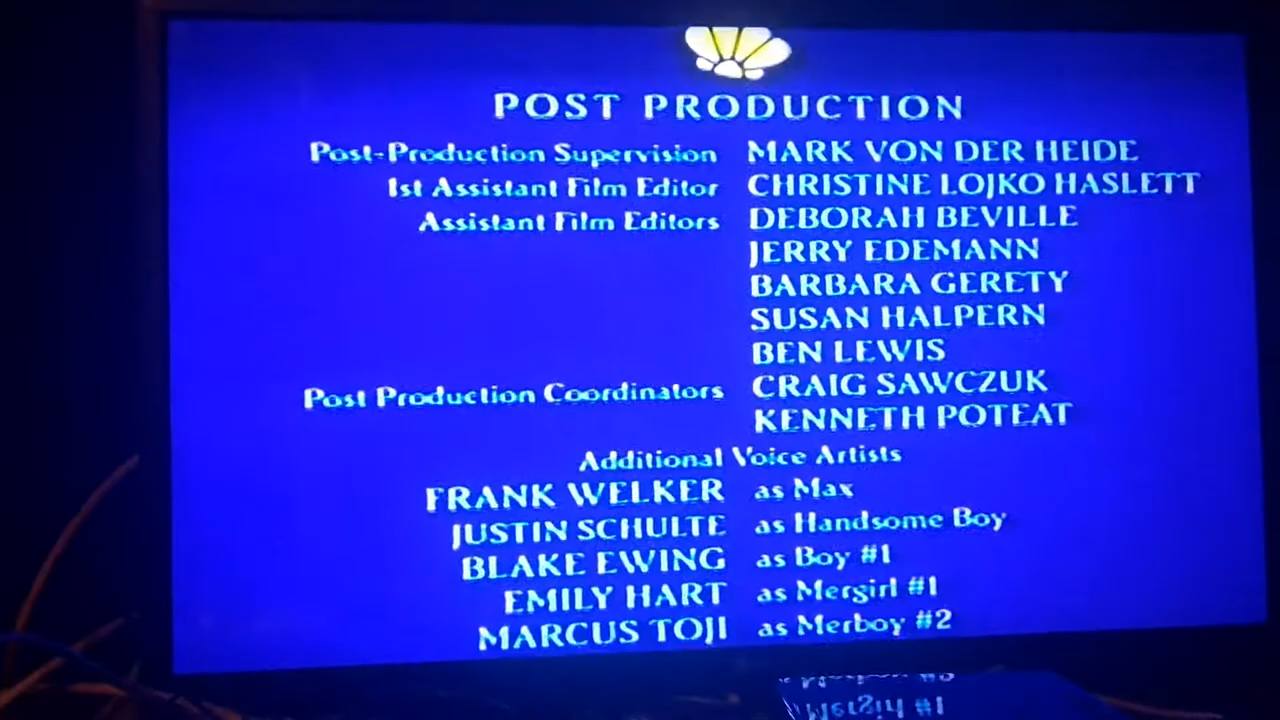 POST PRODUCTION
Post-Production Supervision MARK VON DER HEIDE
1st Assistant Film Editor CHRISTINE LOJKO HASLETT
Assistant Film Editors DEBORAH BEVILLE
JERRY EDEMANN
BARBARA GERETY
SUSAN HALPERN
BEN LEWIS
Post Production Coordinators CRAIG SAWCZUK
KENNETH POTEAT
Additional Voice Artists
FRANK WELKER as Max
JUSTIN SCHULTE as Handsome Boy
BLAKE EWING as Boy #1
EMILY HART as Mergirl #1
MARCUS TOJI as Merboy #2